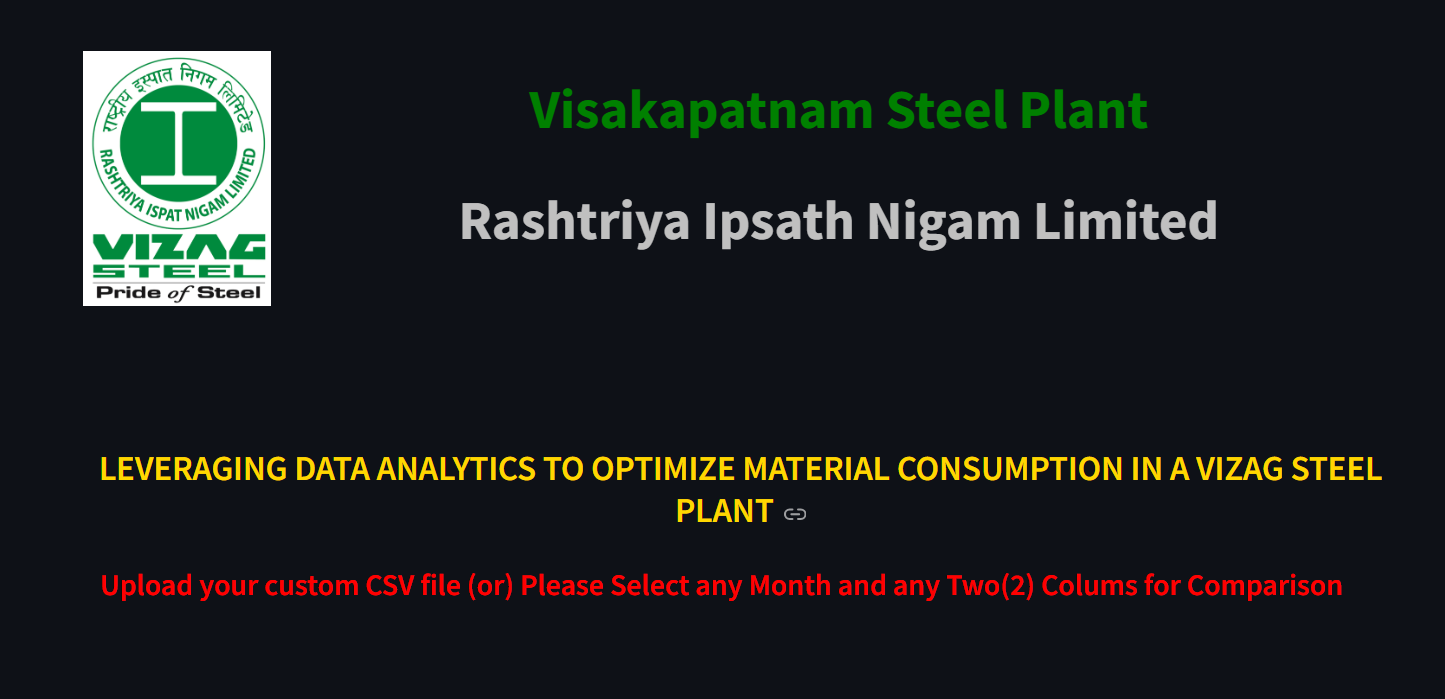 राष्ट्रीय इस्पात निगम लिमिटेड
RASHTRIYA ISPAT NIGAM LIMITED
VIZAG
STEEL
Pride of Steel
Visakapatnam Steel Plant
Rashtriya Ipsath Nigam Limited
LEVERAGING DATA ANALYTICS TO OPTIMIZE MATERIAL CONSUMPTION IN A VIZAG STEEL
PLANT
Upload your custom CSV file (or) Please Select any Month and any Two(2) Colums for Comparison